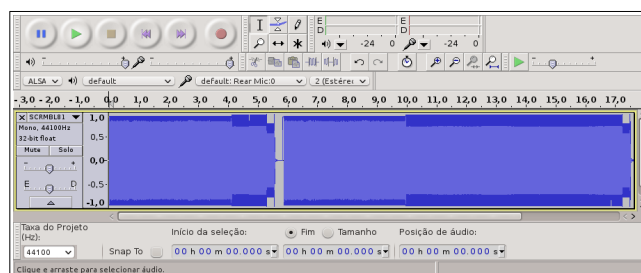 E
D
E
D
-24 0
-24 0
ALSA
default
default: Rear Mic:0
2 (Estérei
- 3,0 - 2,0 - 1,0 0,0 1,0 2,0 3,0 4,0 5,0 6,0 7,0 8,0 9,0 10,0 11,0 12,0 13,0 14,0 15,0 16,0 17,0
SCRMBL81
Mono, 44100Hz
32-bit float
Mute Solo
- +
E D
1,0
0,5-
0,0-
-0,5-
-1,0
Taxa do Projeto
(Hz):
Início da seleção:
Fim
Tamanho
Posição de áudio:
44100
Snap To
00 h 00 m 00.000 s
00 h 00 m 00.000 s
00 h 00 m 00.000 s
Clique e arraste para selecionar áudio.